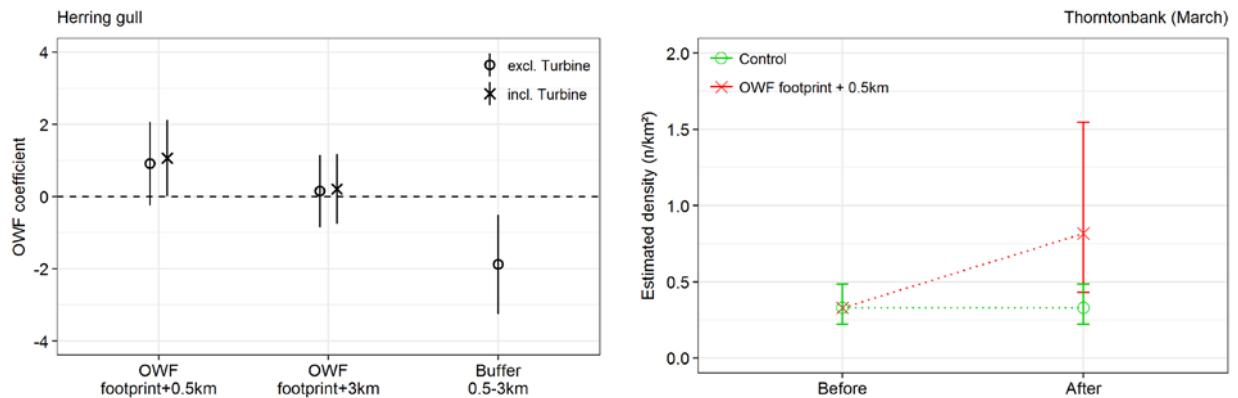 Herring gull
4
2
0
-2
-4
OWF coefficient
excl. Turbine
incl. Turbine
OWF
footprint+0.5km
OWF
footprint+3km
Buffer
0.5-3km
Thorntonbank (March)
2.0
1.5
1.0
0.5
0.0
Estimated density (n/km²)
Control
OWF footprint + 0.5km
Before
After